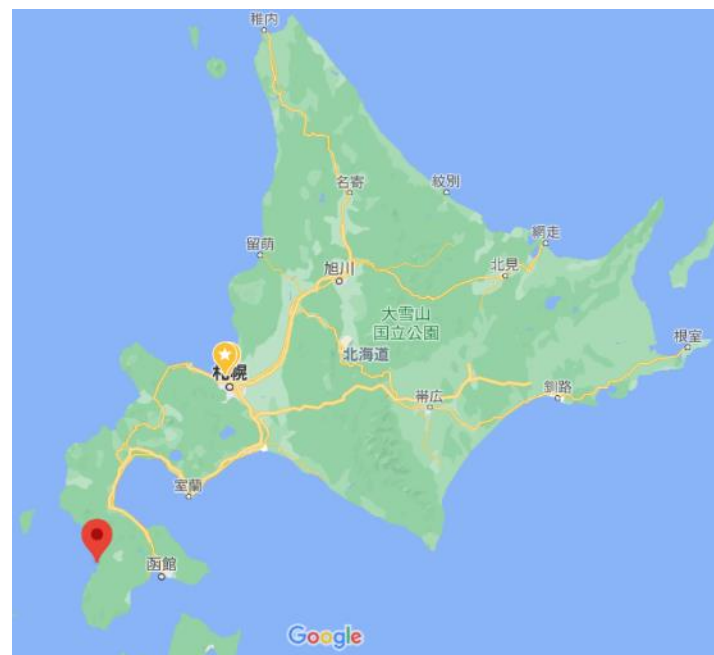 稚内
名寄
紋別
網走
留萌
旭川
北見
大雪山
国立公園
根室
北海道
札幌
帯広
釧路
室蘭
函館
Google